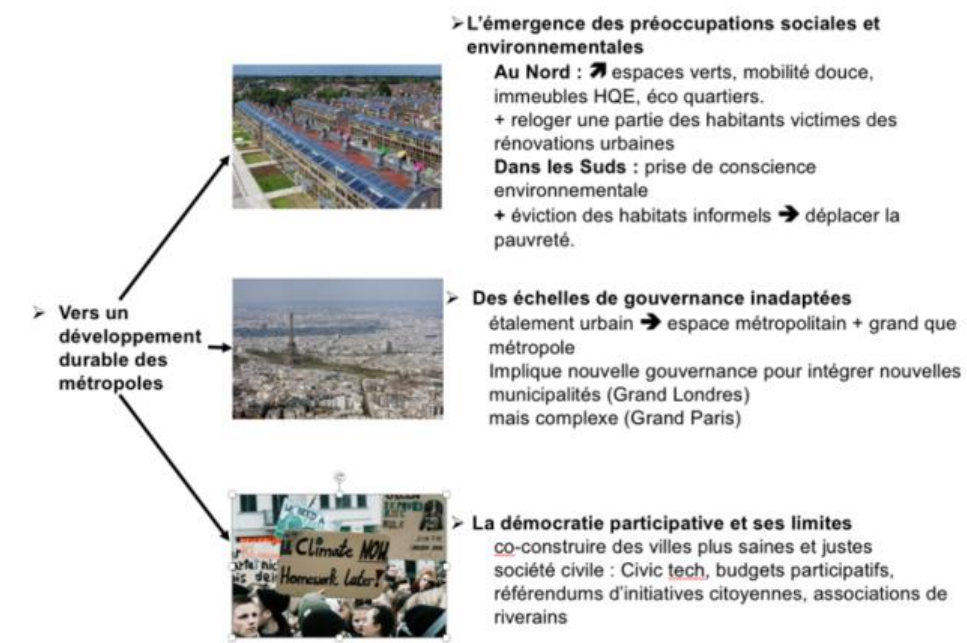 ➢L'émergence des préoccupations sociales et
environnementales
Au Nord : ↗ espaces verts, mobilité douce,
immeubles HQE, éco quartiers.
+ reloger une partie des habitants victimes des
rénovations urbaines
Dans les Suds : prise de conscience
environnementale
+ éviction des habitats informels ➔ déplacer la
pauvreté.
➢ Vers un
développement
durable des
métropoles
➢ Des échelles de gouvernance inadaptées
étalement urbain ➔ espace métropolitain + grand que
métropole
Implique nouvelle gouvernance pour intégrer nouvelles
municipalités (Grand Londres)
mais complexe (Grand Paris)
➢ La démocratie participative et ses limites
co-construire des villes plus saines et justes
société civile : Civic tech, budgets participatifs,
référendums d'initiatives citoyennes, associations de
riverains
WE NEED A
Climate NOW
Homework Later!